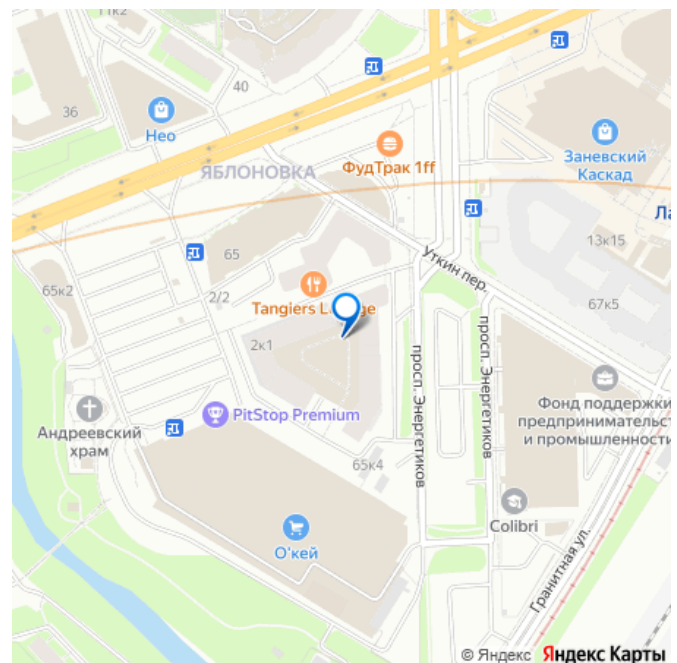 11к2
40
36
Нео
ФудТрак 1ff
Заневский
Каскад
ЯБЛОНОВКА
Ла
13к15
Уткин пер.
65
65к2
2/2
67к5
Tangiers L ge
2к1
просп. Энергетиков
просп. Энергетиков
Фонд поддержки
предпринимательст
и промышленности
PitStop Premium
Андреевский
храм
65к4
Colibri
О'кей
Гранитная ул.
© Яндекс Яндекс Карты